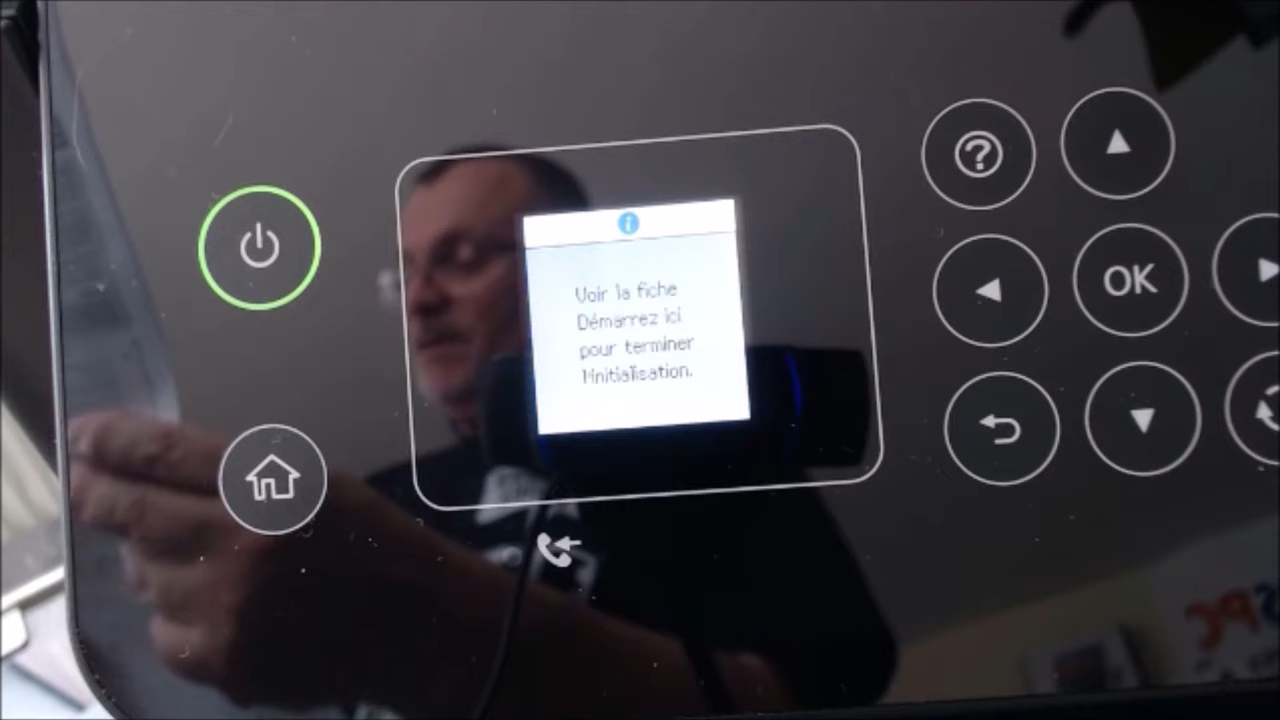 Voir la fiche
Démarrez ici
pour terminer
l'initialisation.
OK